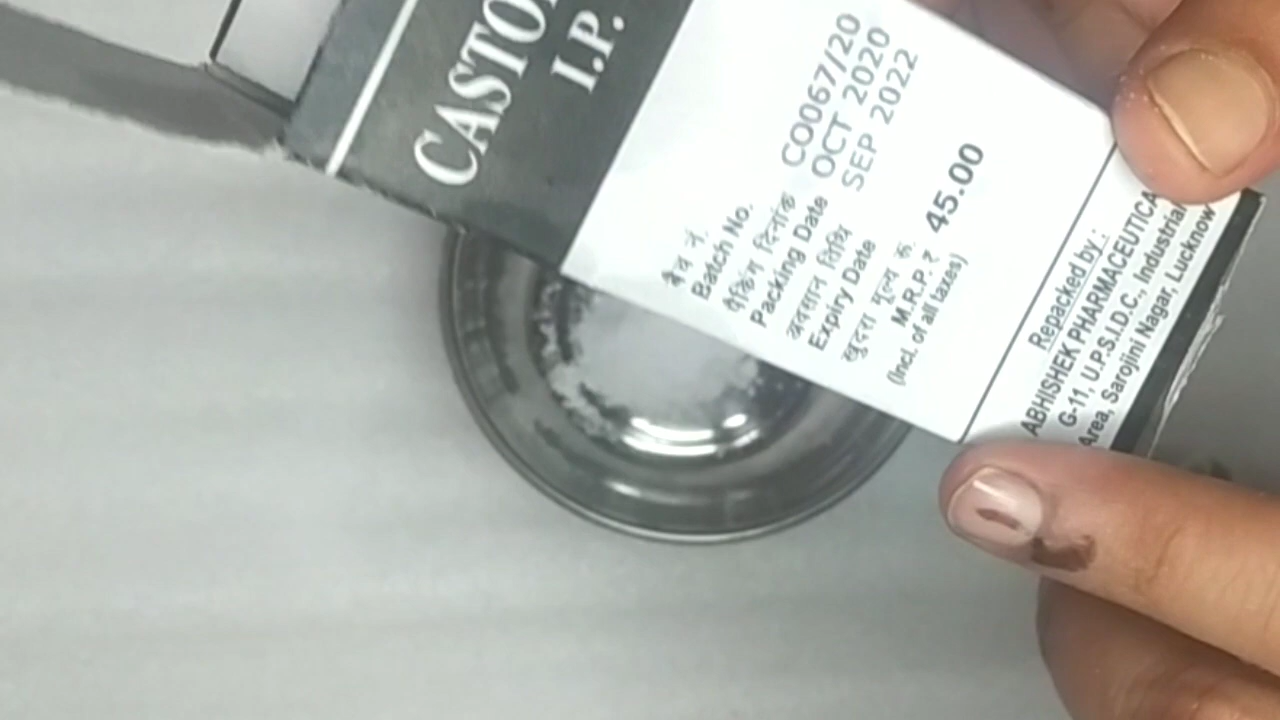 CASTO
I.P.
बैच नं.
Batch No. CO067/20
पैकिंग दिनांक
Packing Date OCT 2020
अवसान तिथि
Expiry Date SEP 2022
खुदरा मूल्य रु.
M.R.P. ₹ 45.00
(Incl. of all taxes)
Repacked by :
ABHISHEK PHARMACEUTICA
G-11, U.P.S.I.D.C., Industrial
Area, Sarojini Nagar, Lucknow